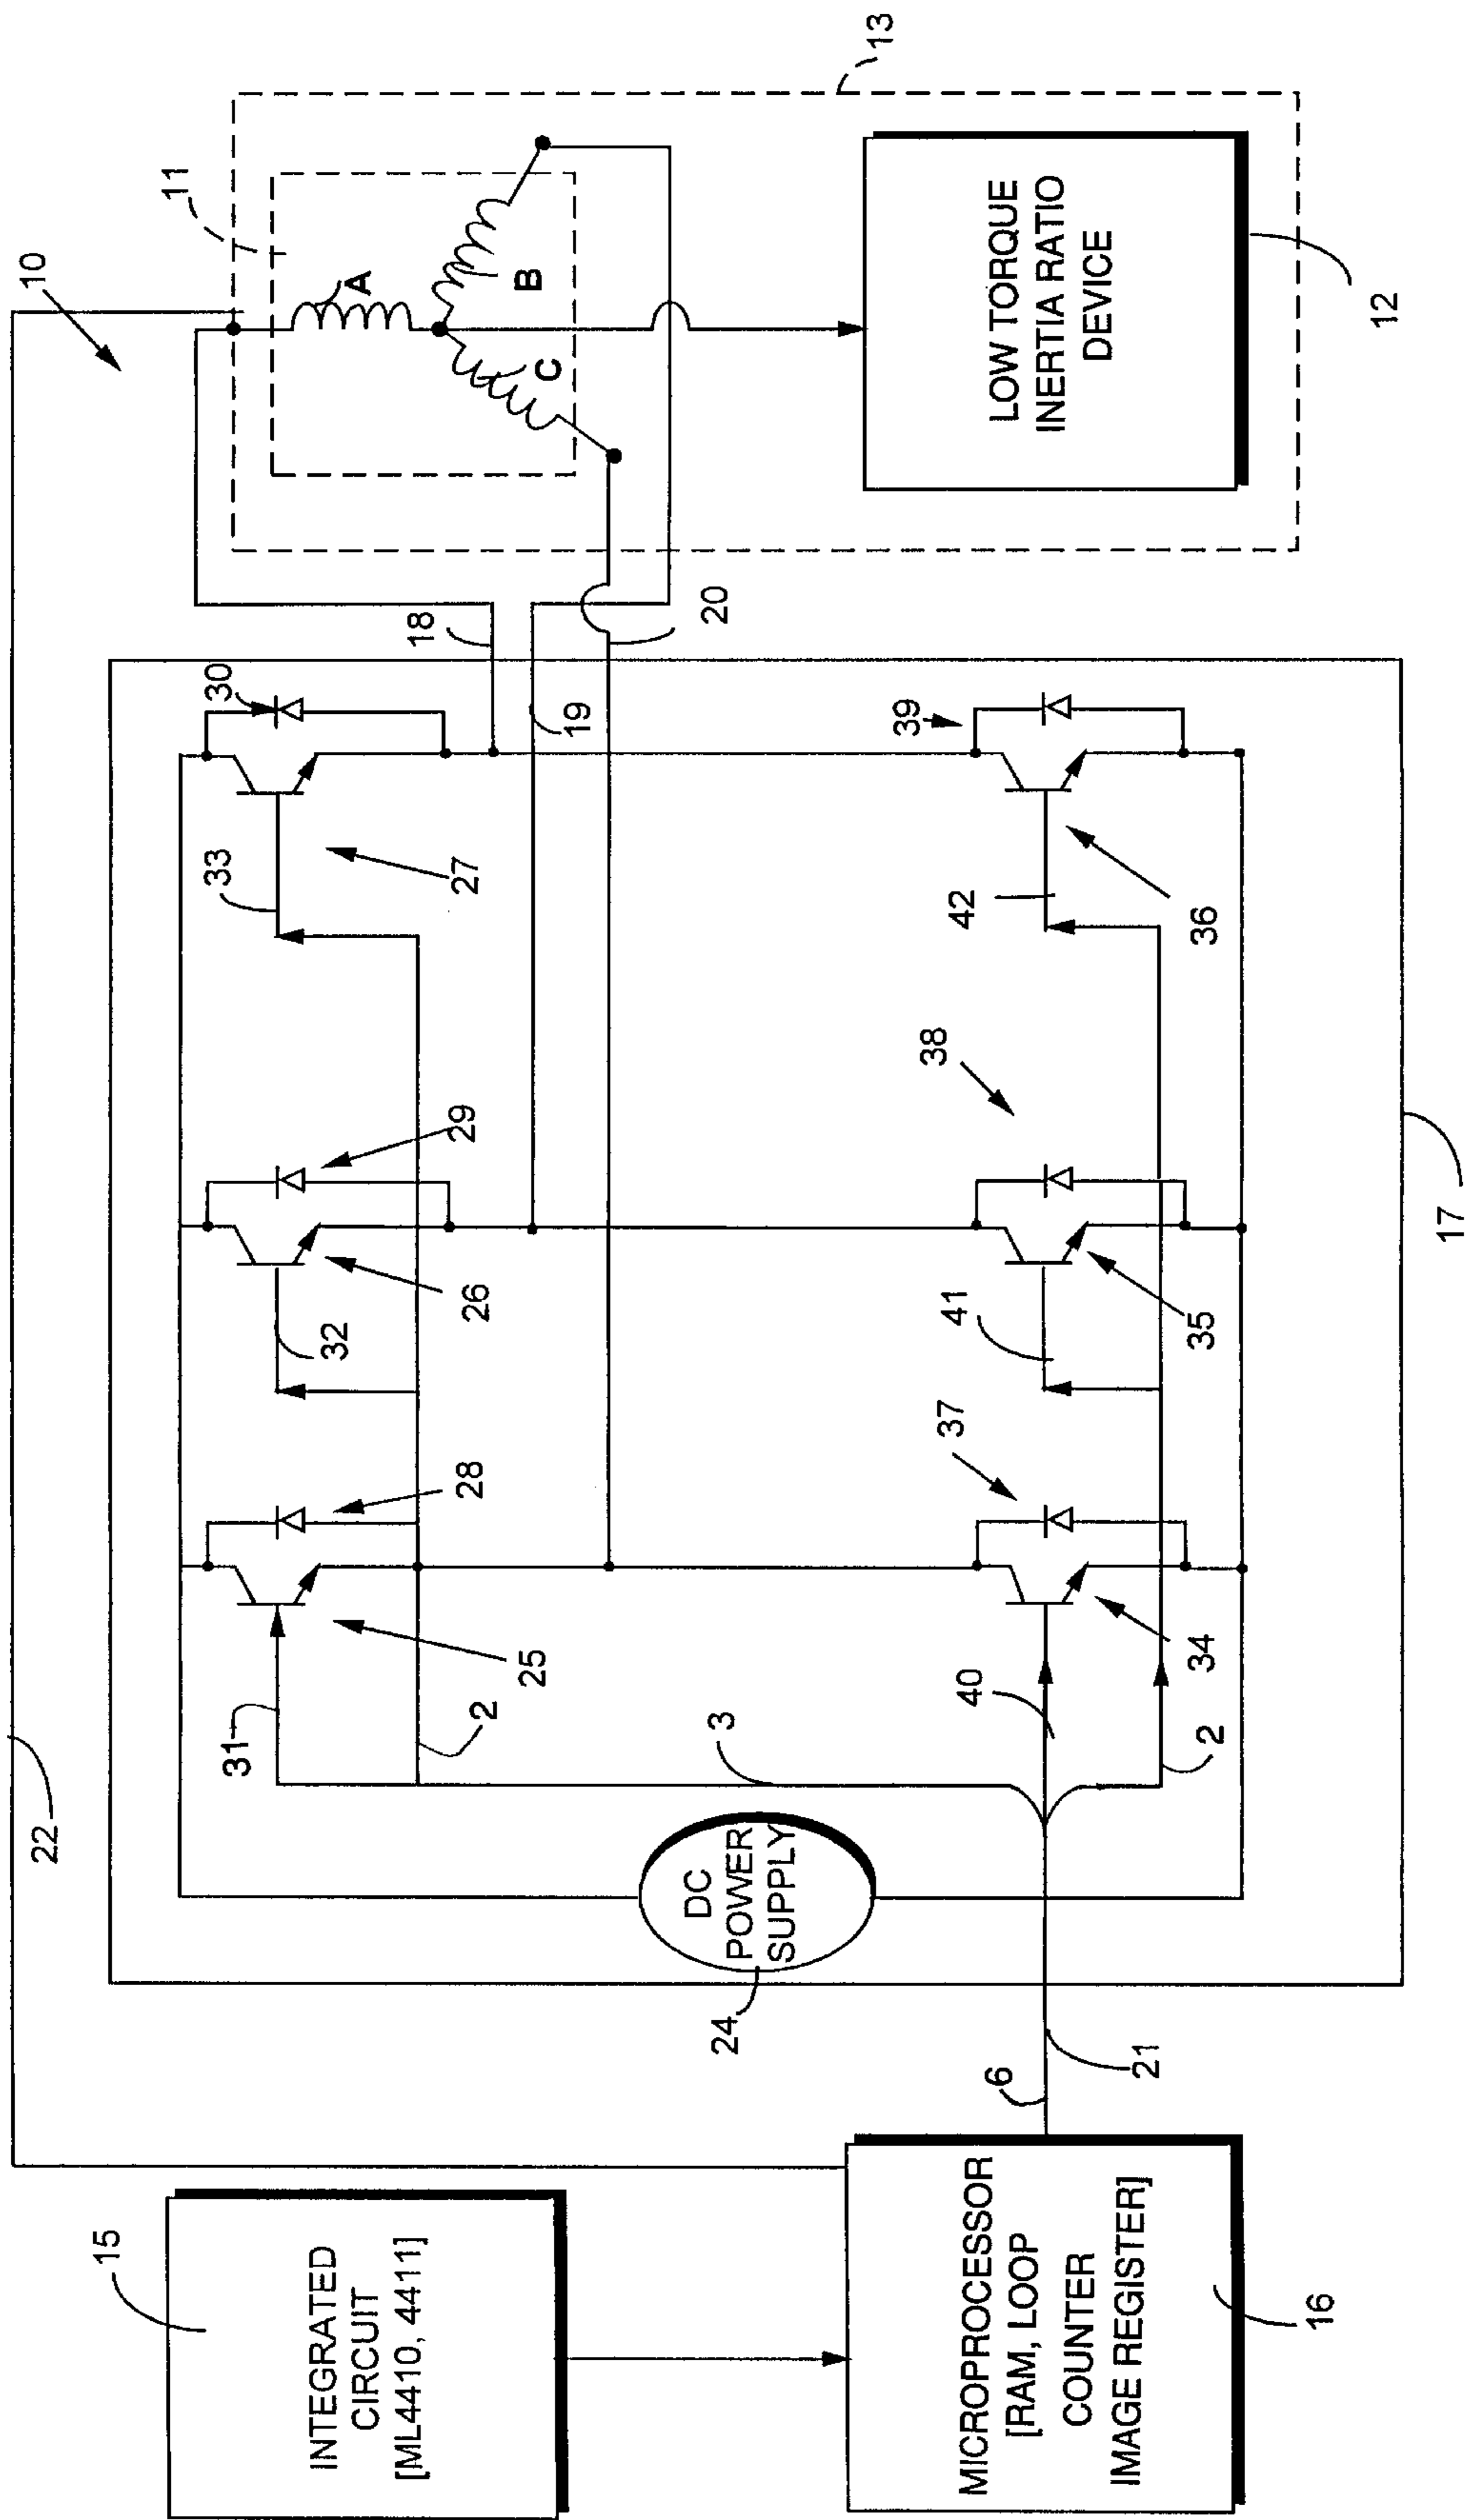 10
11
13
A
B
C
LOW TORQUE
INERTIA RATIO
DEVICE
12
18
19
20
30
33
27
39
42
36
29
26
32
38
41
35
28
25
31
2
37
34
40
2
3
17
22
DC
POWER
SUPPLY
24
21
6
15
INTEGRATED
CIRCUIT
[ML4410, 4411]
MICROPROCESSOR
[RAM, LOOP
COUNTER
IMAGE REGISTER]
16